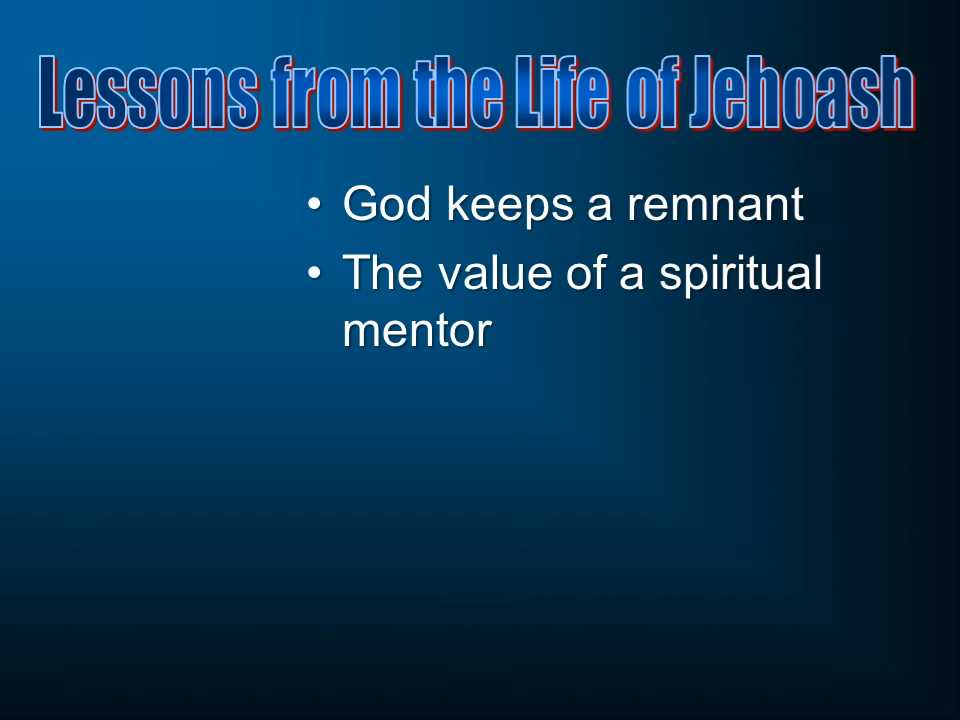 Lessons from the Life of Jehoash
• God keeps a remnant
• The value of a spiritual
mentor